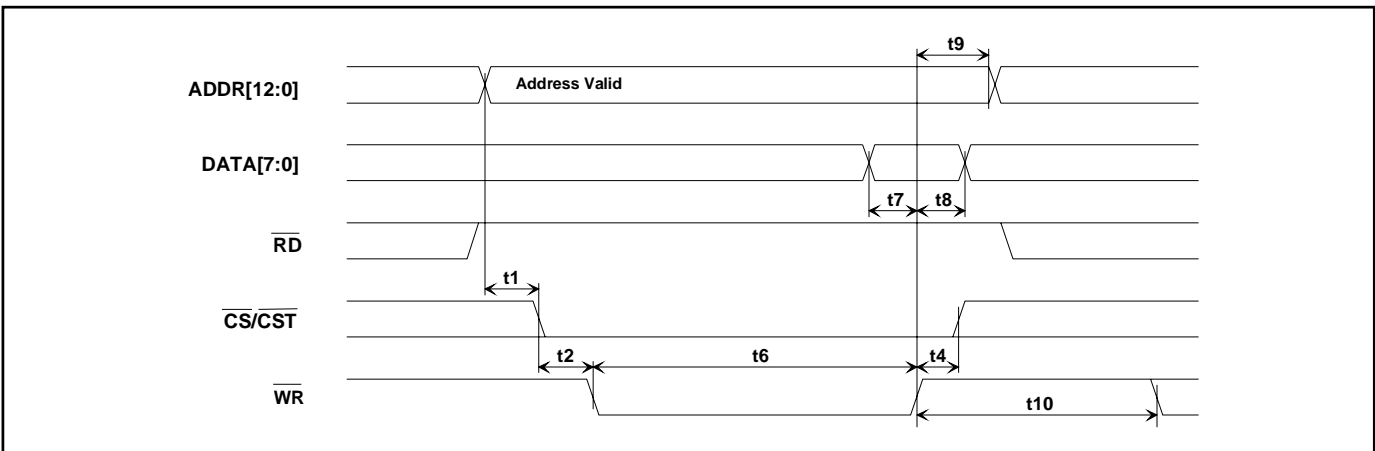 t9
ADDR[12:0]
Address Valid
DATA[7:0]
t7
t8
RD
t1
CS/CST
t2
t6
t4
WR
t10